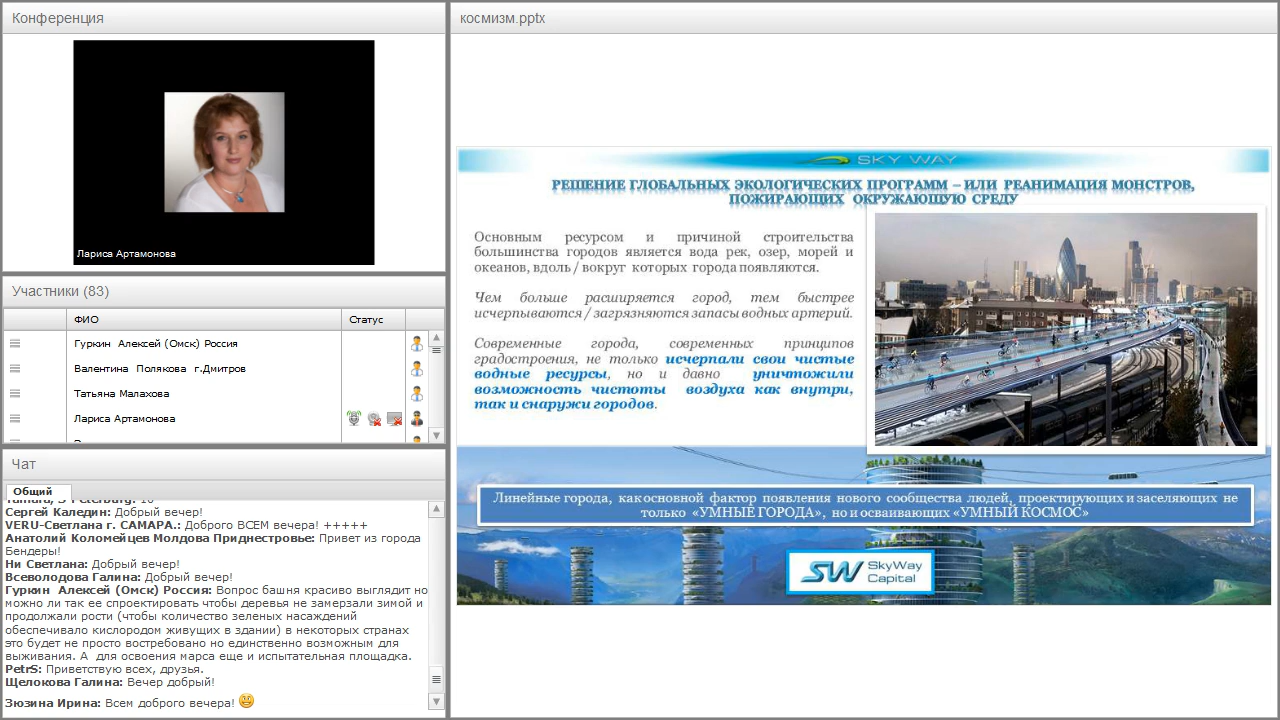 Конференция
Лариса Артамонова
Участники (83)
ФИО Статус
Гуркин Алексей (Омск) Россия
Валентина Полякова г.Дмитров
Татьяна Малахова
Лариса Артамонова
Чат
Общий
Сергей Каледин: Добрый вечер!
VERU-Светлана г. САМАРА.: Доброго ВСЕМ вечера! +++++
Анатолий Коломейцев Молдова Приднестровье: Привет из города
Бендеры!
Ни Светлана: Добрый вечер!
Всеволодова Галина: Добрый вечер!
Гуркин Алексей (Омск) Россия: Вопрос башня красиво выглядит но
можно ли так ее спроектировать чтобы деревья не замерзали зимой и
продолжали рости (чтобы количество зеленых насаждений
обеспечивало кислородом живущих в здании) в некоторых странах
это будет не просто востребовано но единственно возможным для
выживания. А для освоения марса еще и испытательная площадка.
PetrS: Приветствую всех, друзья.
Щелокова Галина: Вечер добрый!
Зюзина Ирина: Всем доброго вечера!
космизм.pptx
SKY WAY
РЕШЕНИЕ ГЛОБАЛЬНЫХ ЭКОЛОГИЧЕСКИХ ПРОГРАММ – ИЛИ РЕАНИМАЦИЯ МОНСТРОВ,
ПОЖИРАЮЩИХ ОКРУЖАЮЩУЮ СРЕДУ
Основным ресурсом и причиной строительства
большинства городов является вода рек, озер, морей и
океанов, вдоль / вокруг которых города появляются.
Чем больше расширяется город, тем быстрее
исчерпываются / загрязняются запасы водных артерий.
Современные города, современных принципов
градостроения, не только исчерпали свои чистые
водные ресурсы, но и давно уничтожили
возможность чистоты воздуха как внутри,
так и снаружи городов.
Линейные города, как основной фактор появления нового сообщества людей, проектирующих и заселяющих не
только «УМНЫЕ ГОРОДА», но и осваивающих «УМНЫЙ КОСМОС»
SW SkyWay
Capital